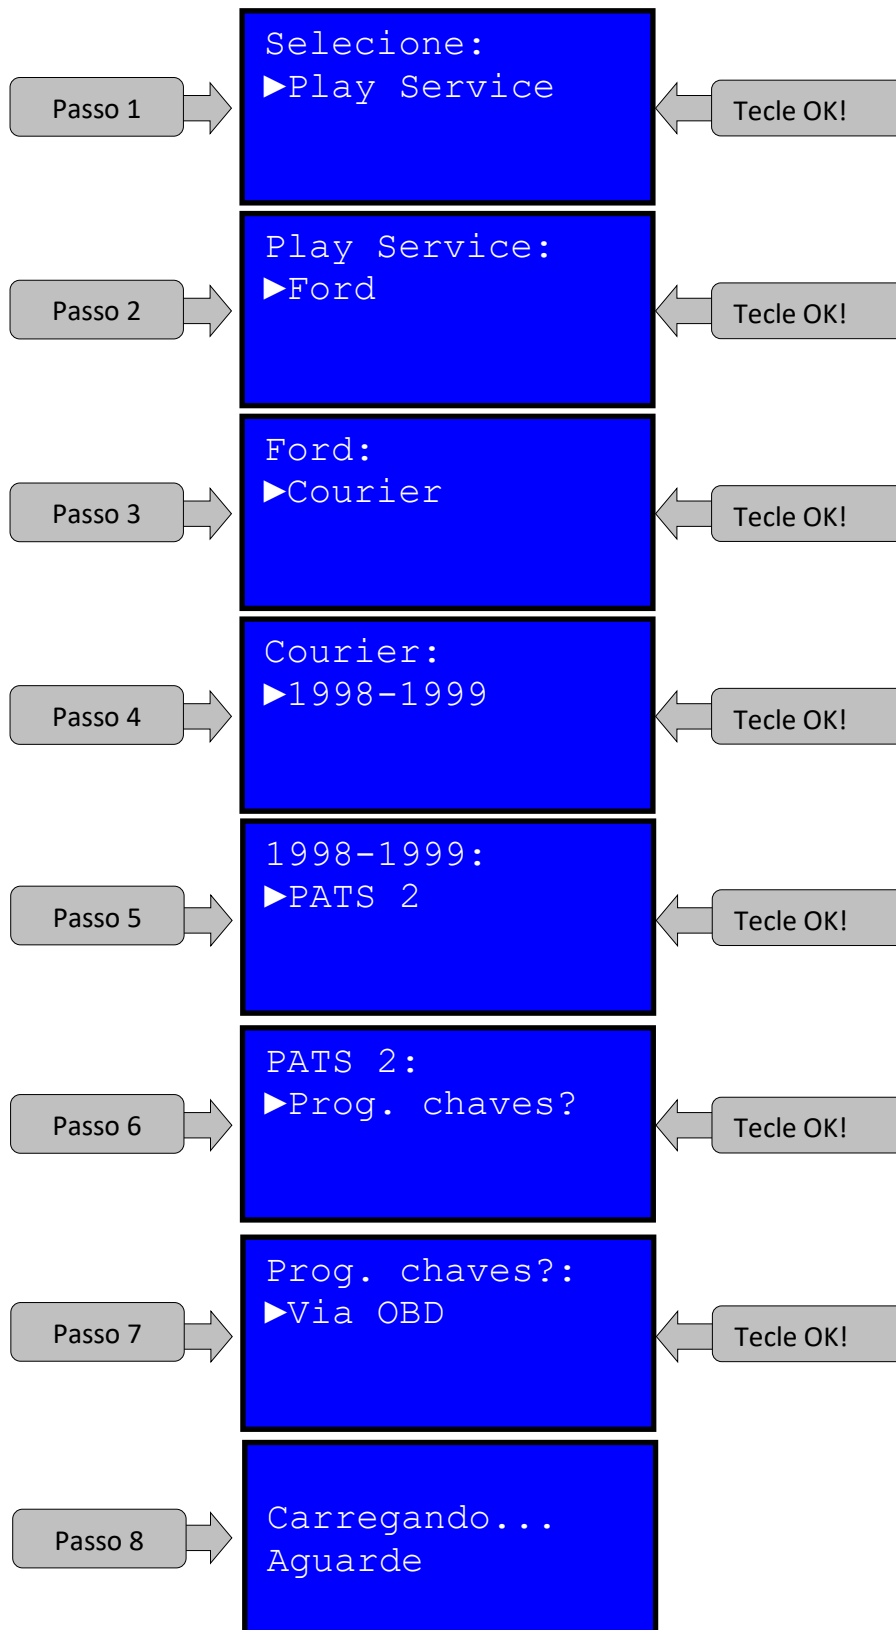 Passo 1
Selecione:
►Play Service
Tecle OK!
Passo 2
Play Service:
►Ford
Tecle OK!
Passo 3
Ford:
►Courier
Tecle OK!
Passo 4
Courier:
►1998-1999
Tecle OK!
Passo 5
1998-1999:
►PATS 2
Tecle OK!
Passo 6
PATS 2:
►Prog. chaves?
Tecle OK!
Passo 7
Prog. chaves?:
►Via OBD
Tecle OK!
Passo 8
Carregando...
Aguarde